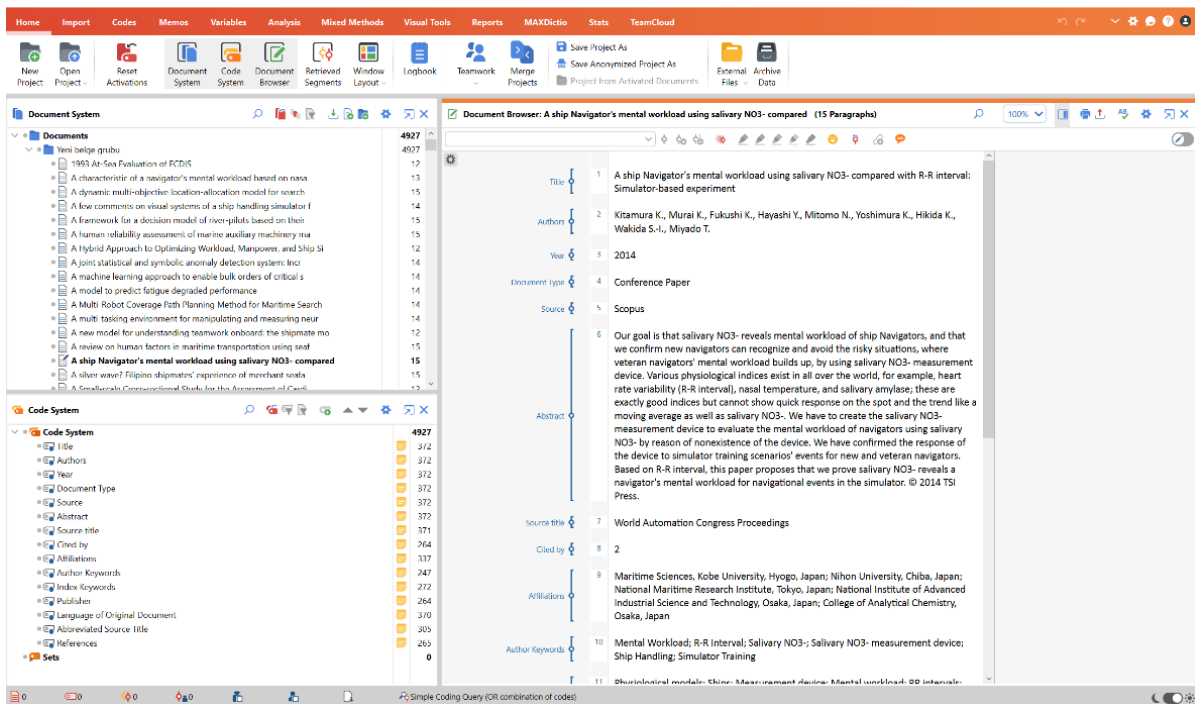 Home Import Codes Memos Variables Analysis Mixed Methods Visual Tools Reports MAXDictio Stats TeamCloud
New Project
Open Project
Reset Activations
Document System
Code System
Document Browser
Retrieved Segments
Window Layout
Logbook
Teamwork
Merge Projects
Save Project As
Save Anonymized Project As
Project from Activated Documents
External Files
Archive Data
Document System
Documents 4927
Yeni belge grubu 4927
1993 At-Sea Evaluation of ECDIS 12
A characteristic of a navigator's mental workload based on nasa 13
A dynamic multi-objective location-allocation model for search 15
A few comments on visual systems of a ship handling simulator f 14
A framework for a decision model of river-pilots based on their 15
A human reliability assessment of marine auxiliary machinery ma 15
A Hybrid Approach to Optimizing Workload, Manpower, and Ship Si 12
A joint statistical and symbolic anomaly detection system: Incr 14
A machine learning approach to enable bulk orders of critical s 14
A model to predict fatigue degraded performance 14
A Multi Robot Coverage Path Planning Method for Maritime Search 14
A multi tasking environment for manipulating and measuring neur 14
A new model for understanding teamwork onboard: the shipmate mo 12
A review on human factors in maritime transportation using seaf 15
A ship Navigator's mental workload using salivary NO3- compared 15
A silver wave? Filipino shipmates' experience of merchant seafa 15
A Small-scale Cross-sectional Study for the Assessment of Cardi 12
Code System
Code System 4927
Title 372
Authors 372
Year 372
Document Type 372
Source 372
Abstract 372
Source title 371
Cited by 264
Affiliations 337
Author Keywords 247
Index Keywords 272
Publisher 264
Language of Original Document 370
Abbreviated Source Title 305
References 265
Sets 0
Document Browser: A ship Navigator's mental workload using salivary NO3- compared (15 Paragraphs)
100%
Title 1 A ship Navigator's mental workload using salivary NO3- compared with R-R interval:
Simulator-based experiment
Authors 2 Kitamura K., Murai K., Fukushi K., Hayashi Y., Mitomo N., Yoshimura K., Hikida K.,
Wakida S.-I., Miyado T.
Year 3 2014
Document Type 4 Conference Paper
Source 5 Scopus
Abstract 6 Our goal is that salivary NO3- reveals mental workload of ship Navigators, and that
we confirm new navigators can recognize and avoid the risky situations, where
veteran navigators' mental workload builds up, by using salivary NO3- measurement
device. Various physiological indices exist in all over the world, for example, heart
rate variability (R-R interval), nasal temperature, and salivary amylase; these are
exactly good indices but cannot show quick response on the spot and the trend like a
moving average as well as salivary NO3-. We have to create the salivary NO3-
measurement device to evaluate the mental workload of navigators using salivary
NO3- by reason of nonexistence of the device. We have confirmed the response of
the device to simulator training scenarios' events for new and veteran navigators.
Based on R-R interval, this paper proposes that we prove salivary NO3- reveals a
navigator's mental workload for navigational events in the simulator. © 2014 TSI
Press.
Source title 7 World Automation Congress Proceedings
Cited by 8 2
Affiliations 9 Maritime Sciences, Kobe University, Hyogo, Japan; Nihon University, Chiba, Japan;
National Maritime Research Institute, Tokyo, Japan; National Institute of Advanced
Industrial Science and Technology, Osaka, Japan; College of Analytical Chemistry,
Osaka, Japan
Author Keywords 10 Mental Workload; R-R Interval; Salivary NO3-; Salivary NO3- measurement device;
Ship Handling; Simulator Training
11 Physiological models; Ships; Measurement device; Mental workload; RR intervals;
0 0 0 0
Simple Coding Query (OR combination of codes)